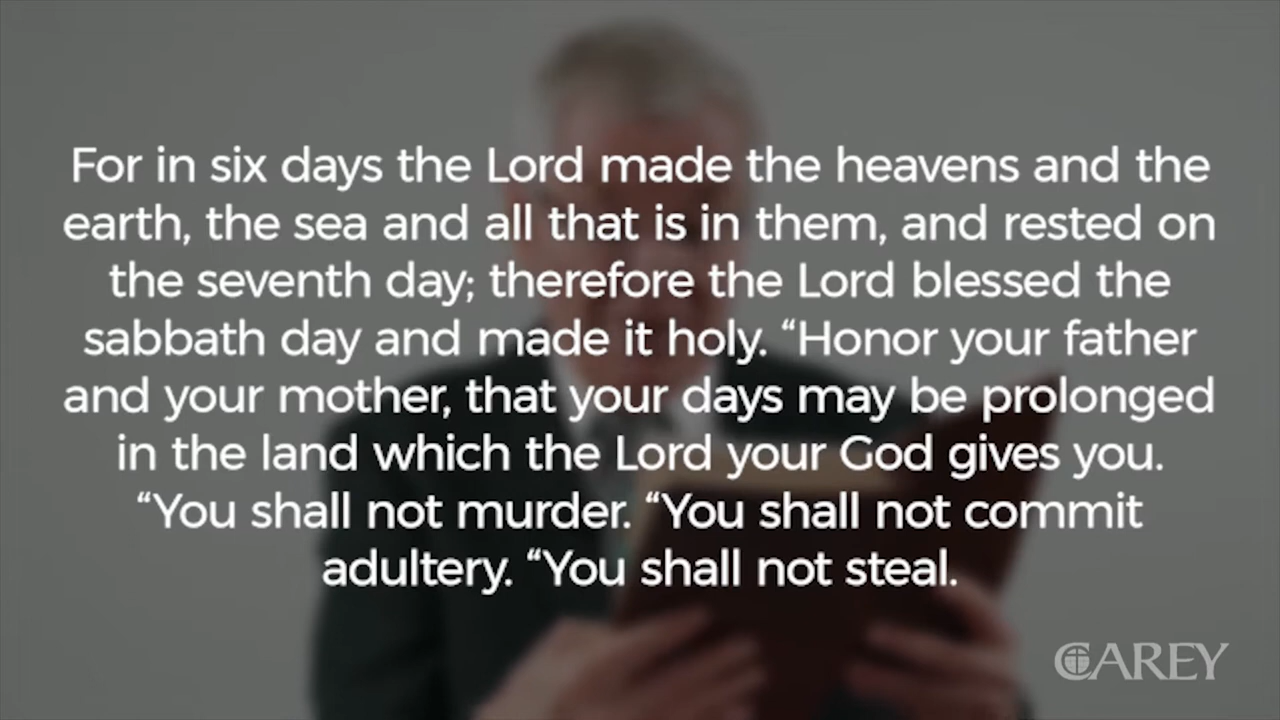 For in six days the Lord made the heavens and the
earth, the sea and all that is in them, and rested on
the seventh day; therefore the Lord blessed the
sabbath day and made it holy. “Honor your father
and your mother, that your days may be prolonged
in the land which the Lord your God gives you.
“You shall not murder. “You shall not commit
adultery. “You shall not steal.
CAREY